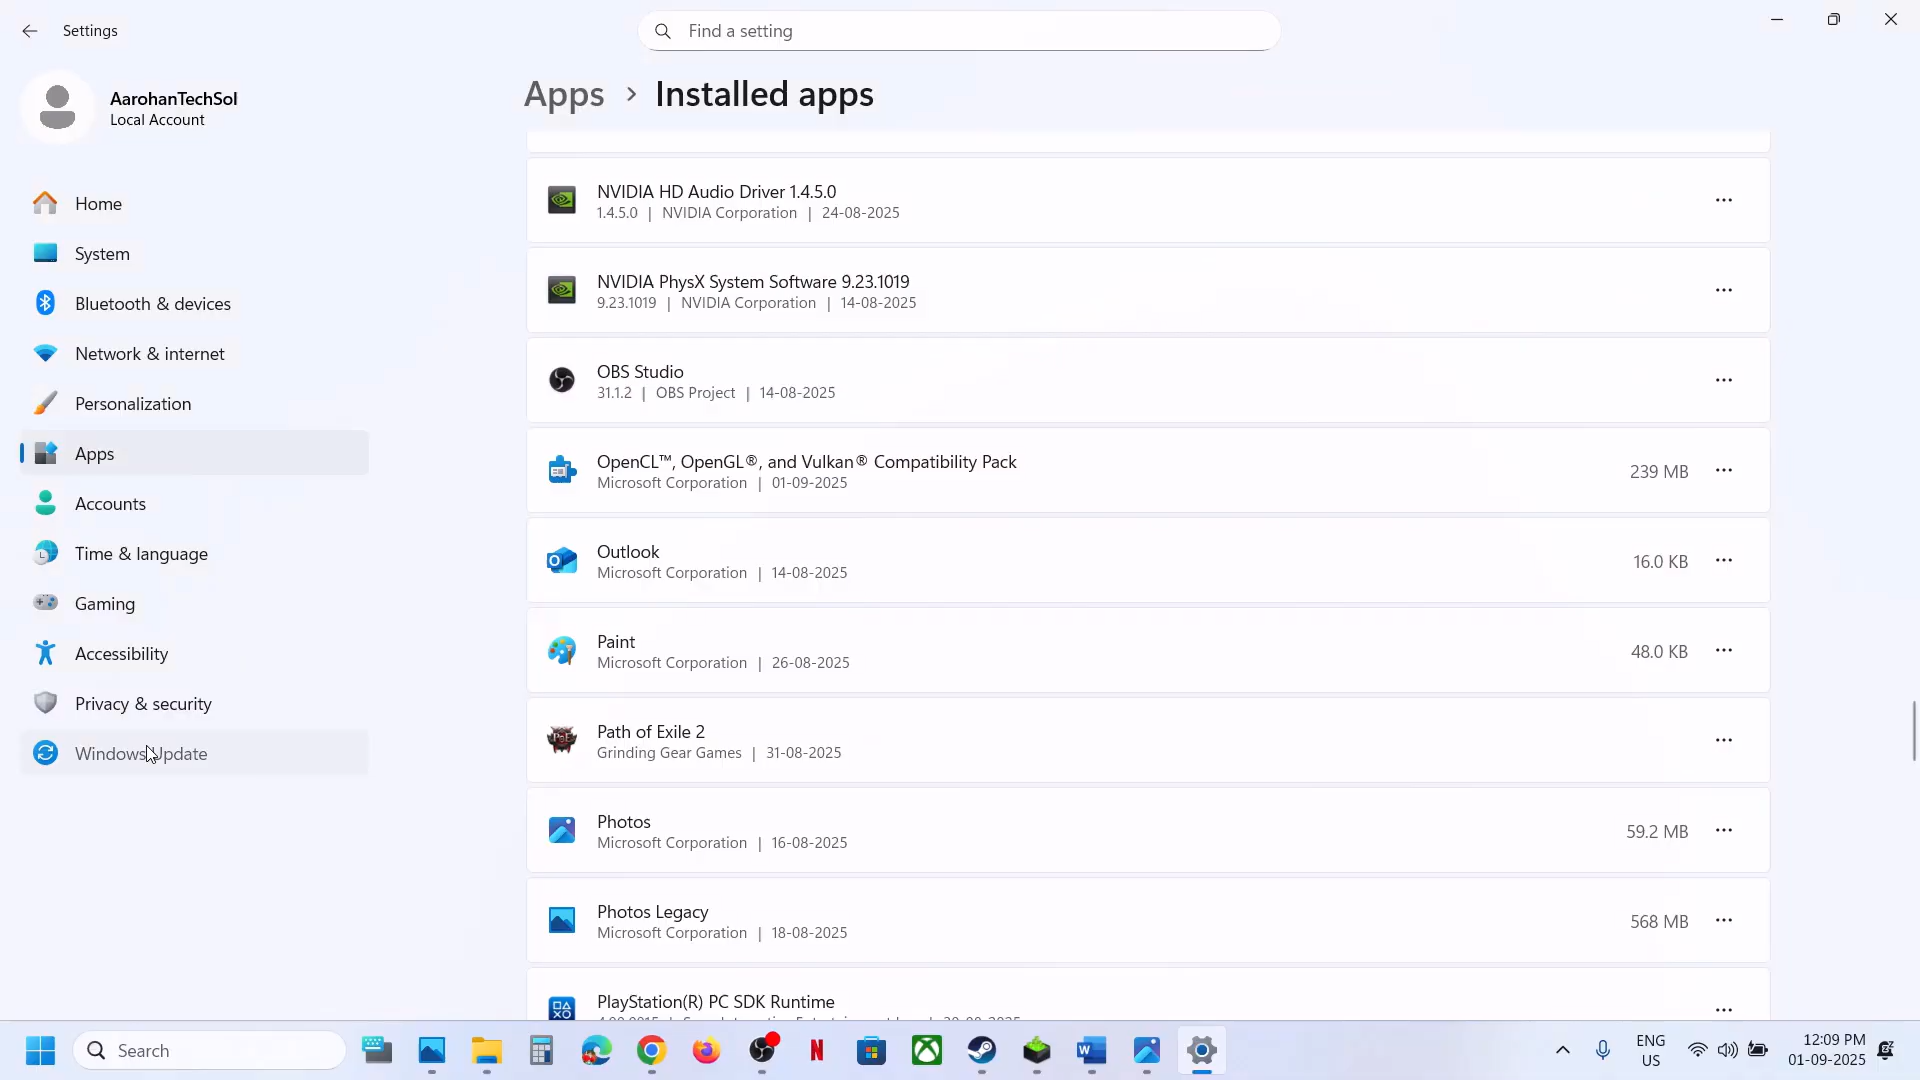 Settings
Find a setting
AarohanTechSol
Local Account
Home
System
Bluetooth & devices
Network & internet
Personalization
Apps
Accounts
Time & language
Gaming
Accessibility
Privacy & security
Windows Update
Apps > Installed apps
NVIDIA HD Audio Driver 1.4.5.0
1.4.5.0 | NVIDIA Corporation | 24-08-2025
NVIDIA PhysX System Software 9.23.1019
9.23.1019 | NVIDIA Corporation | 14-08-2025
OBS Studio
31.1.2 | OBS Project | 14-08-2025
OpenCL™, OpenGL®, and Vulkan® Compatibility Pack
Microsoft Corporation | 01-09-2025
239 MB
Outlook
Microsoft Corporation | 14-08-2025
16.0 KB
Paint
Microsoft Corporation | 26-08-2025
48.0 KB
Path of Exile 2
Grinding Gear Games | 31-08-2025
Photos
Microsoft Corporation | 16-08-2025
59.2 MB
Photos Legacy
Microsoft Corporation | 18-08-2025
568 MB
PlayStation(R) PC SDK Runtime
Search
ENG
US
12:09 PM
01-09-2025